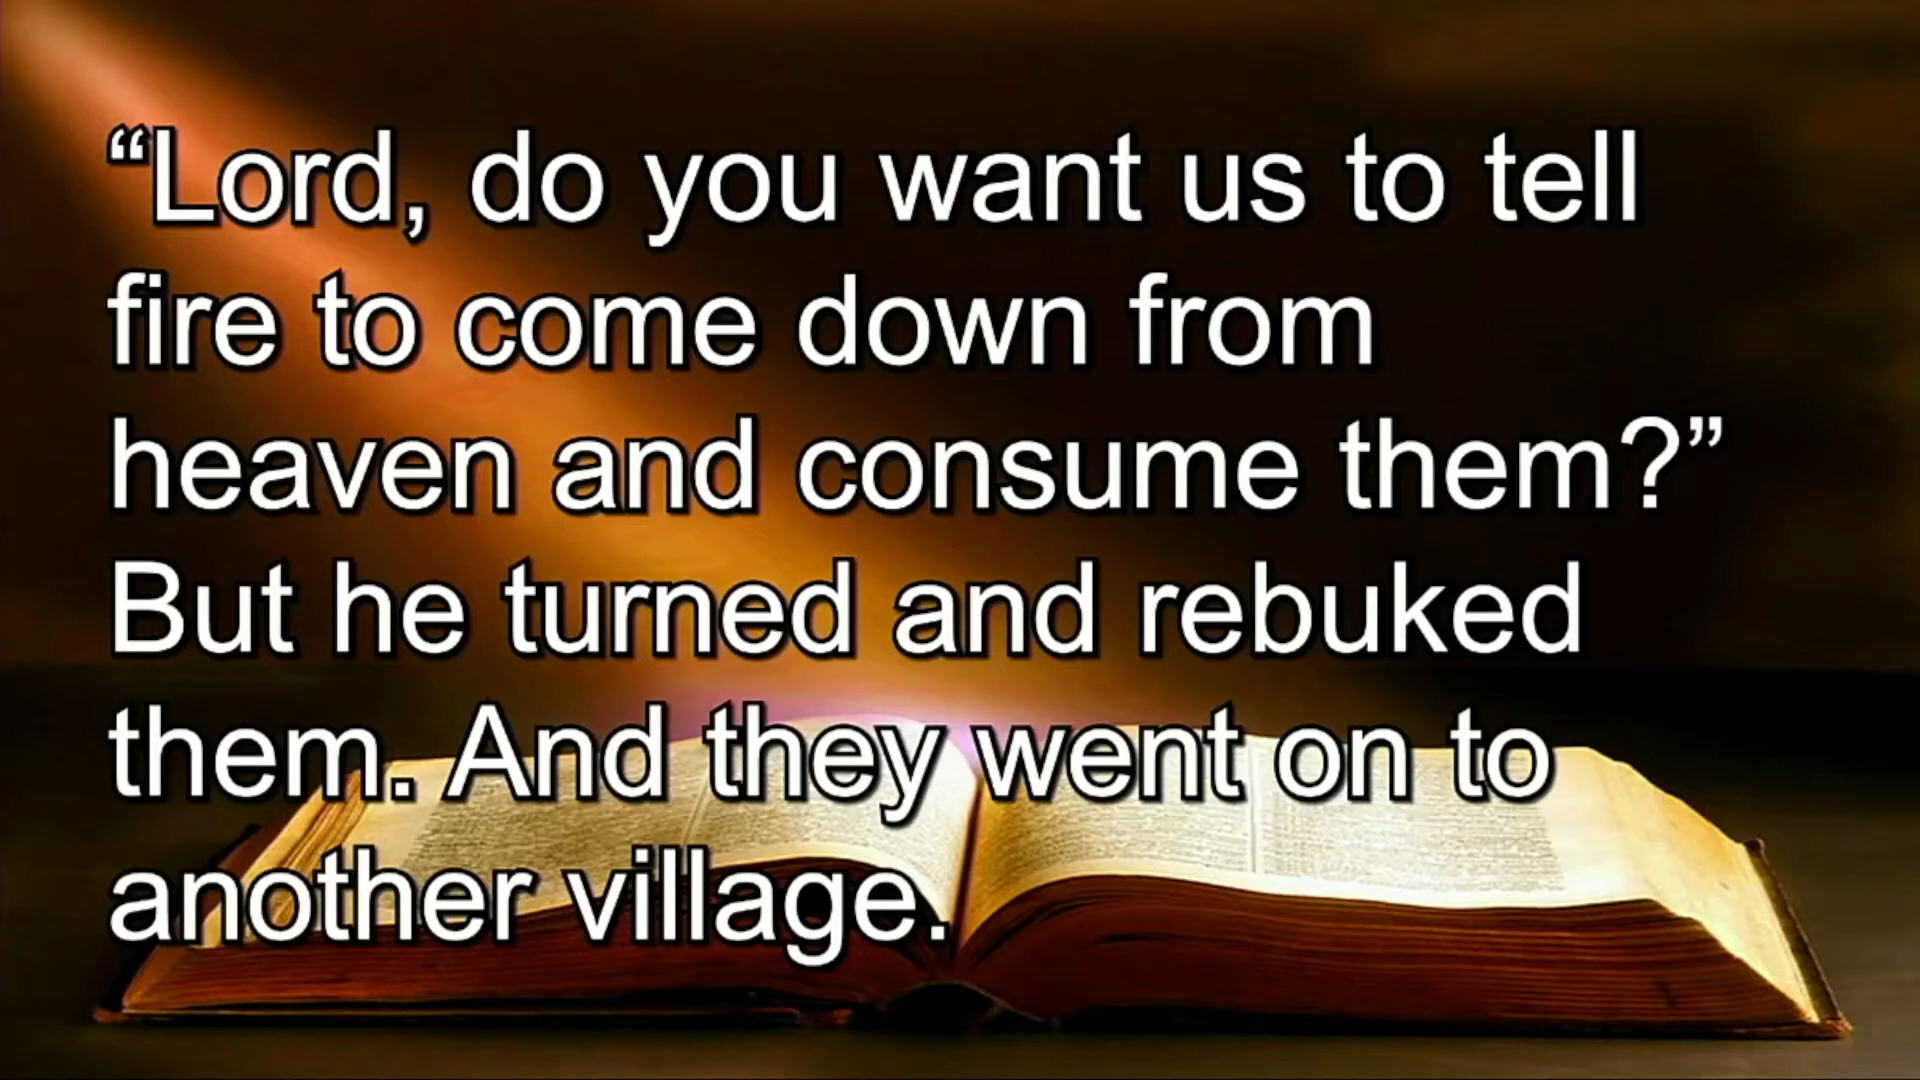 “Lord, do you want us to tell
fire to come down from
heaven and consume them?”
But he turned and rebuked
them. And they went on to
another village.